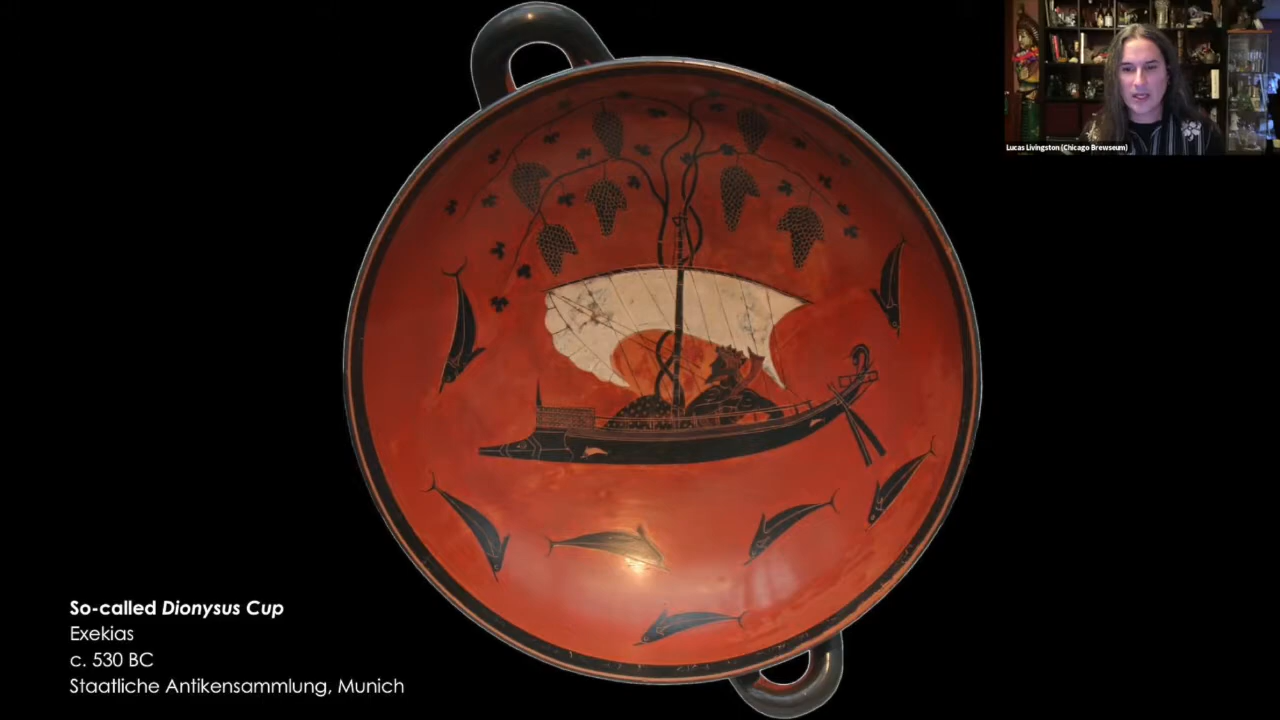 Lucas Livingston (Chicago Brewseum)
So-called Dionysus Cup
Exekias
c. 530 BC
Staatliche Antikensammlung, Munich